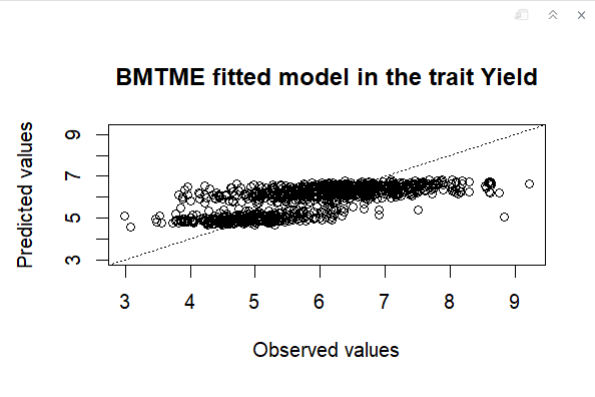 BMTME fitted model in the trait Yield
Predicted values
9
7
5
3
3 4 5 6 7 8 9
Observed values